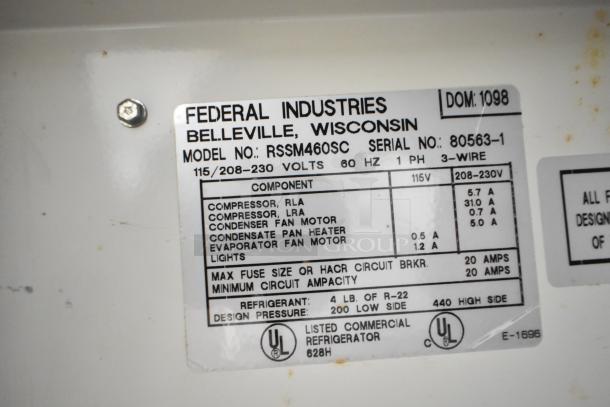 FEDERAL INDUSTRIES
DOM: 1098
BELLEVILLE, WISCONSIN
MODEL NO.: RSSM460SC SERIAL NO.: 80563-1
115/208-230 VOLTS 60 HZ 1 PH 3-WIRE
COMPONENT 115V 208-230V
COMPRESSOR, RLA 5.7 A
COMPRESSOR, LRA 31.0 A
CONDENSER FAN MOTOR 0.7 A
CONDENSATE PAN HEATER 5.0 A
EVAPORATOR FAN MOTOR 0.5 A
LIGHTS 1.2 A
MAX FUSE SIZE OR HACR CIRCUIT BRKR. 20 AMPS
MINIMUM CIRCUIT AMPACITY 20 AMPS
REFRIGERANT: 4 LB. OF R-22
DESIGN PRESSURE: 200 LOW SIDE 440 HIGH SIDE
UL LISTED COMMERCIAL C UL
REFRIGERATOR
628H
E-1696
ALL F
DESIGN
OF
GROUP